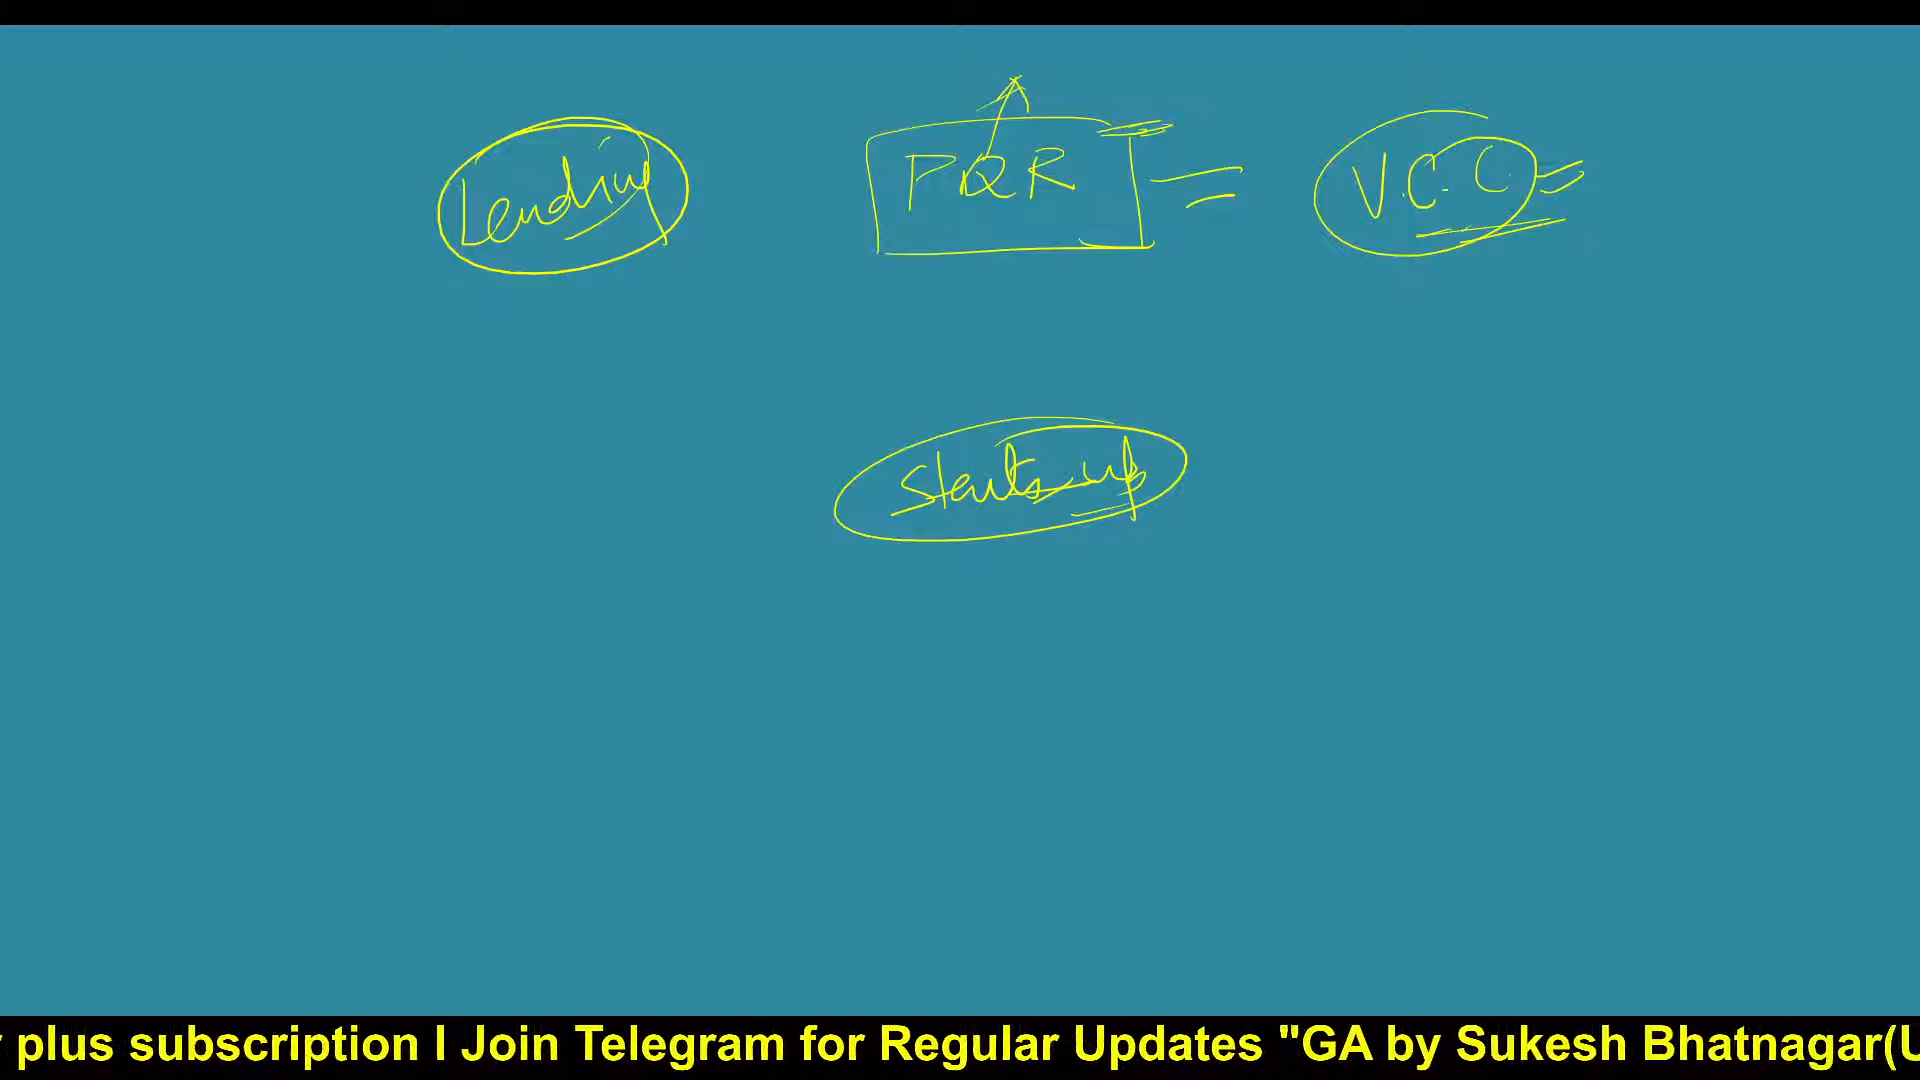 Lending PQR = V.C.C =
Starts-up
r plus subscription I Join Telegram for Regular Updates "GA by Sukesh Bhatnagar(U